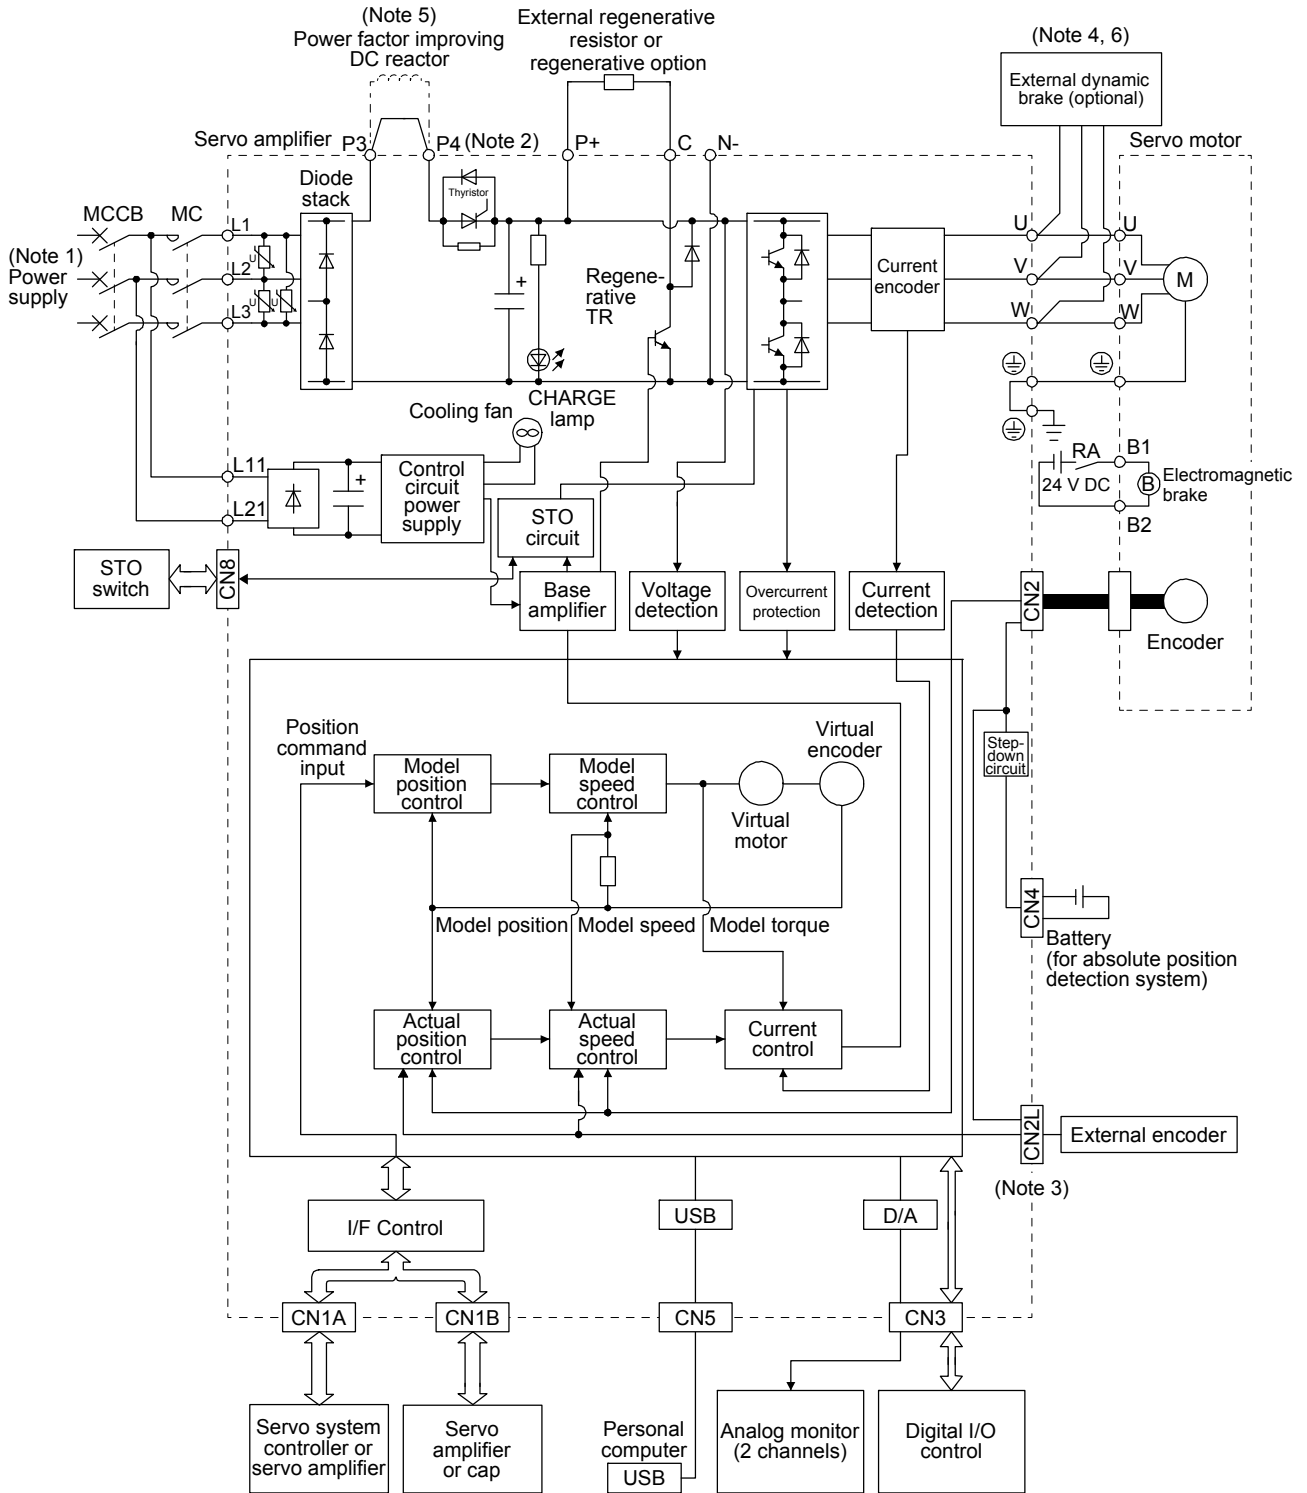 (Note 5)
Power factor improving
DC reactor
External regenerative
resistor or
regenerative option
(Note 4, 6)
External dynamic
brake (optional)
Servo amplifier
P3
P4
(Note 2)
P+
C
N-
Servo motor
Diode
stack
Thyristor
MCCB
MC
L1
L2
L3
(Note 1)
Power
supply
U
U
U
Regene-
rative
TR
Current
encoder
U
V
W
U
V
W
M
CHARGE
lamp
Cooling fan
+
L11
L21
+
Control
circuit
power
supply
STO
circuit
RA
24 V DC
B1
B
B2
Electromagnetic
brake
STO
switch
CN8
Base
amplifier
Voltage
detection
Overcurrent
protection
Current
detection
CN2
Encoder
Position
command
input
Model
position
control
Model
speed
control
Virtual
motor
Virtual
encoder
Step-
down
circuit
Model position
Model speed
Model torque
CN4
Battery
(for absolute position
detection system)
Actual
position
control
Actual
speed
control
Current
control
CN2L
External encoder
(Note 3)
I/F Control
USB
D/A
CN1A
CN1B
CN5
CN3
Servo system
controller or
servo amplifier
Servo
amplifier
or cap
Personal
computer
USB
Analog monitor
(2 channels)
Digital I/O
control